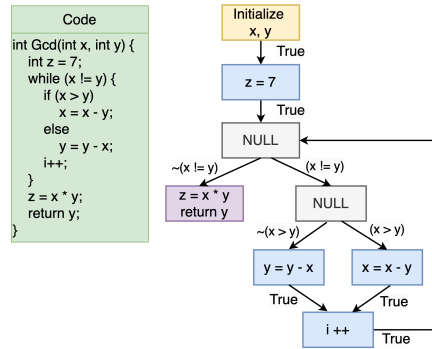 Code
int Gcd(int x, int y) {
int z = 7;
while (x != y) {
if (x > y)
x = x - y;
else
y = y - x;
i++;
}
z = x * y;
return y;
}
Initialize
x, y
True
z = 7
True
NULL
~(x != y)
(x != y)
z = x * y
return y
NULL
~(x > y)
(x > y)
y = y - x
x = x - y
True
True
i ++
True